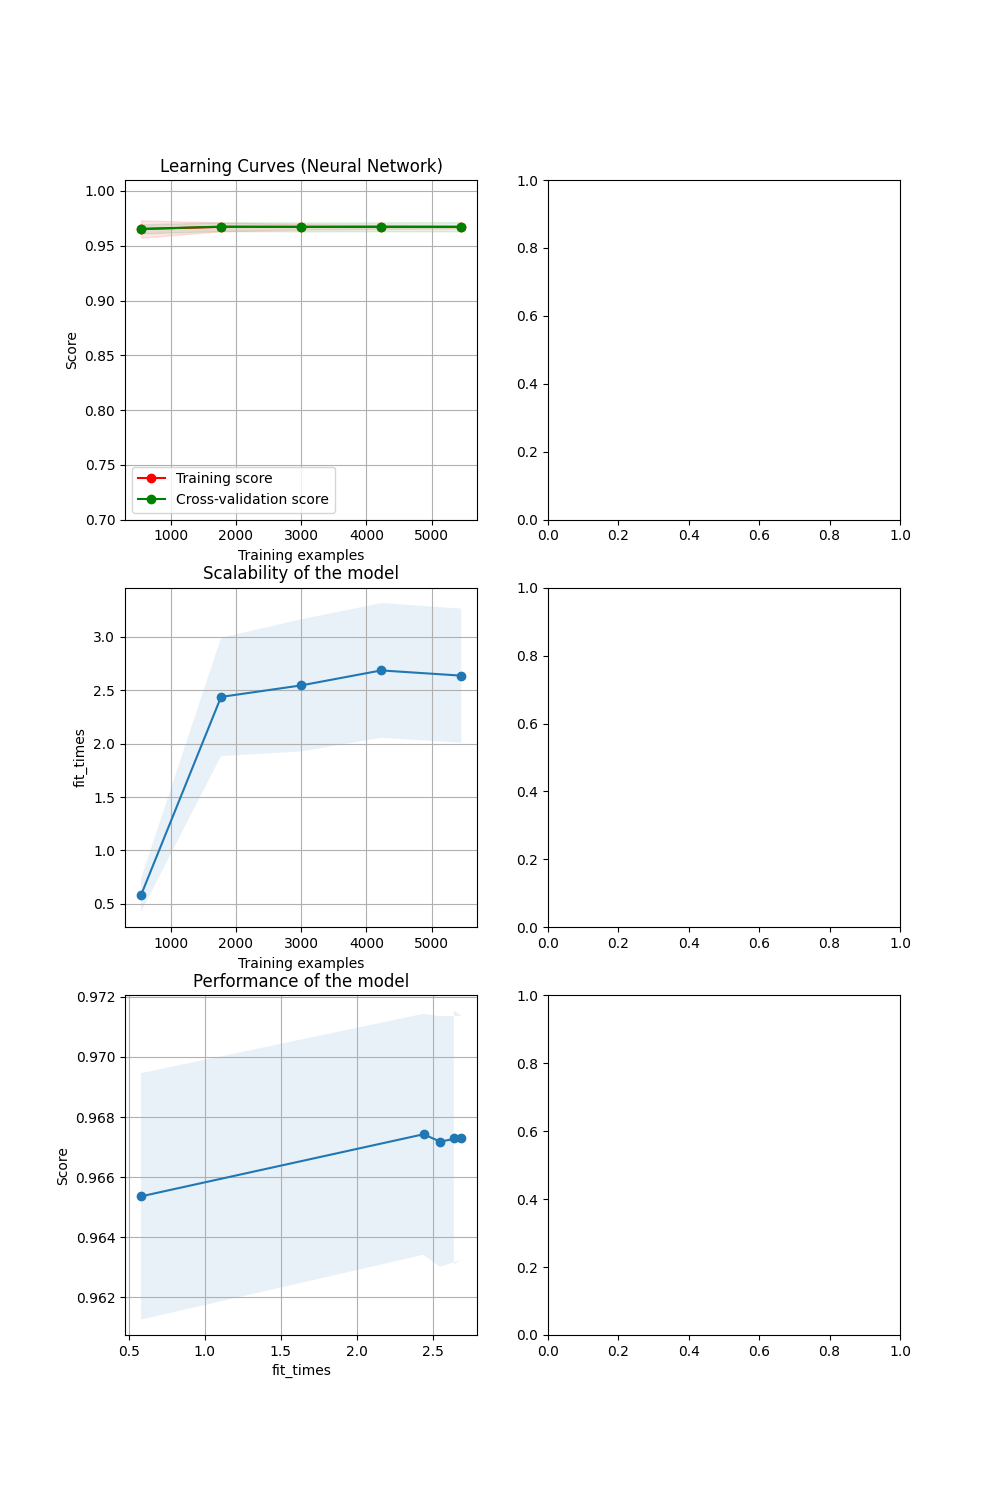 Learning Curves (Neural Network)
1.00
0.95
0.90
0.85
0.80
0.75
0.70
Score
Training score
Cross-validation score
1000 2000 3000 4000 5000
Training examples
1.0
0.8
0.6
0.4
0.2
0.0
0.0 0.2 0.4 0.6 0.8 1.0
Scalability of the model
3.0
2.5
2.0
1.5
1.0
0.5
fit_times
1000 2000 3000 4000 5000
Training examples
1.0
0.8
0.6
0.4
0.2
0.0
0.0 0.2 0.4 0.6 0.8 1.0
Performance of the model
0.972
0.970
0.968
0.966
0.964
0.962
Score
0.5 1.0 1.5 2.0 2.5
fit_times
1.0
0.8
0.6
0.4
0.2
0.0
0.0 0.2 0.4 0.6 0.8 1.0